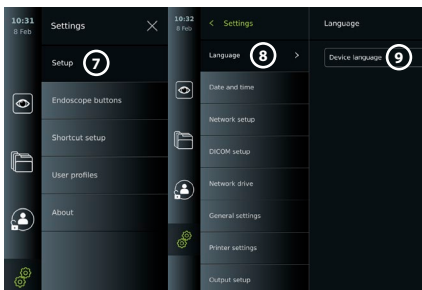 10:31
8 Feb
Settings
Setup
7
Endoscope buttons
Shortcut setup
User profiles
About
10:32
8 Feb
Settings
Language
8
Date and time
Network setup
DICOM setup
Network drive
General settings
Printer settings
Output setup
Language
Device language
9